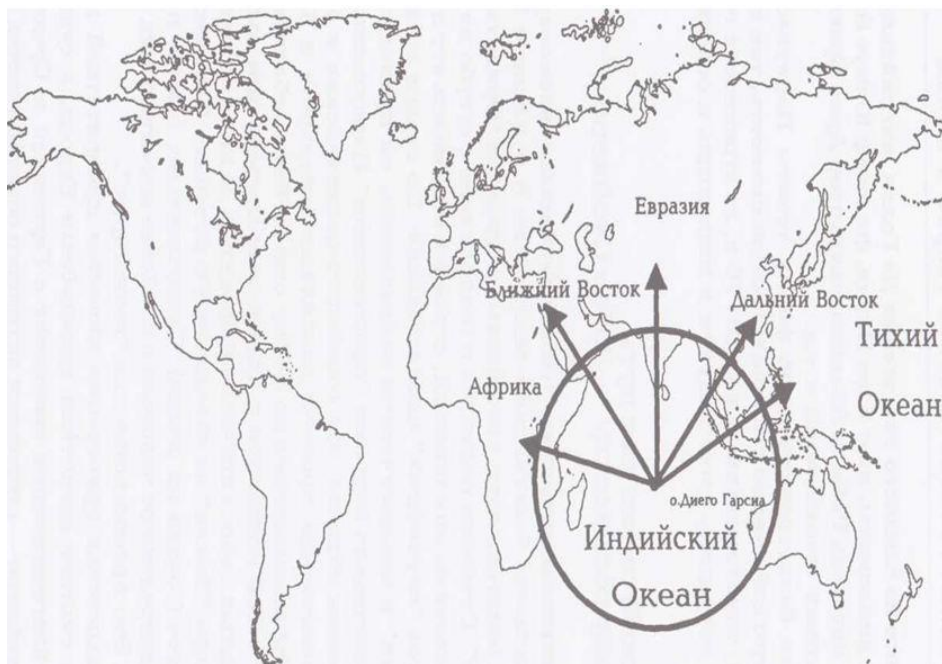 Евразия
Ближний Восток
Дальний Восток
Тихий
Океан
Африка
о.Диего Гарсиа
Индийский
Океан